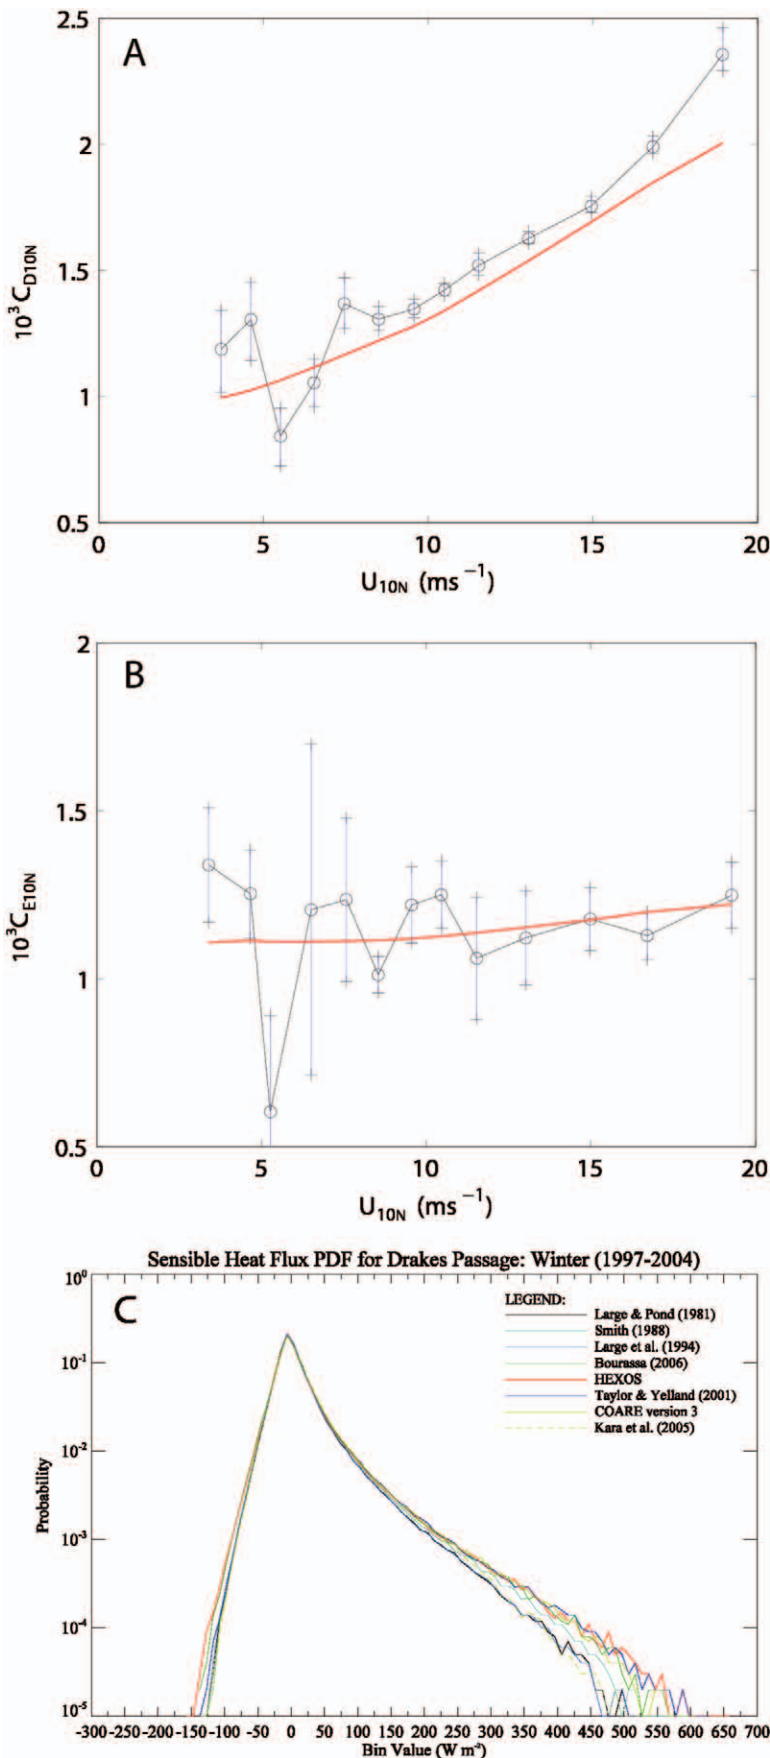 A
2.5
2
1.5
1
0.5
10³C_D10N
0 5 10 15 20
U_10N (ms⁻¹)
B
2
1.5
1
0.5
10³C_E10N
0 5 10 15 20
U_10N (ms⁻¹)
Sensible Heat Flux PDF for Drakes Passage: Winter (1997-2004)
C
10⁰
10⁻¹
10⁻²
10⁻³
10⁻⁴
10⁻⁵
Probability
LEGEND:
Large & Pond (1981)
Smith (1988)
Large et al. (1994)
Bourassa (2006)
HEXOS
Taylor & Yelland (2001)
COARE version 3
Kara et al. (2005)
-300 -250 -200 -150 -100 -50 0 50 100 150 200 250 300 350 400 450 500 550 600 650 700
Bin Value (W m⁻²)